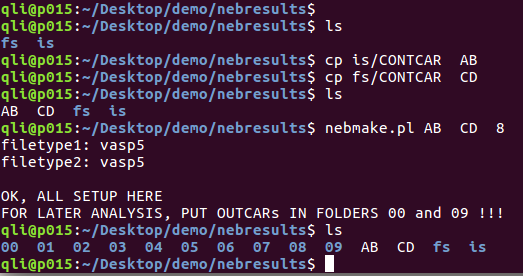 qli@p015:~/Desktop/demo/nebresults$
qli@p015:~/Desktop/demo/nebresults$ ls
fs  is
qli@p015:~/Desktop/demo/nebresults$ cp is/CONTCAR  AB
qli@p015:~/Desktop/demo/nebresults$ cp fs/CONTCAR  CD
qli@p015:~/Desktop/demo/nebresults$ ls
AB  CD  fs  is
qli@p015:~/Desktop/demo/nebresults$ nebmake.pl AB  CD  8
filetype1: vasp5
filetype2: vasp5

OK, ALL SETUP HERE
FOR LATER ANALYSIS, PUT OUTCARs IN FOLDERS 00 and 09 !!!
qli@p015:~/Desktop/demo/nebresults$ ls
00  01  02  03  04  05  06  07  08  09  AB  CD  fs  is
qli@p015:~/Desktop/demo/nebresults$